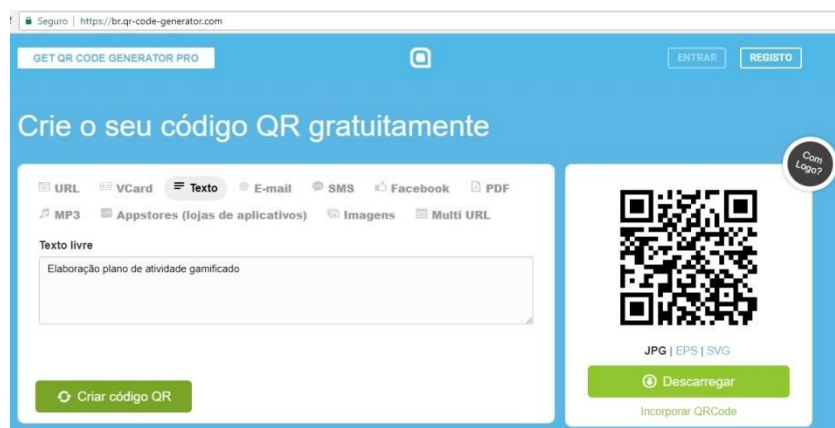 Seguro | https://br.qr-code-generator.com
GET QR CODE GENERATOR PRO
ENTRAR
REGISTO
Crie o seu código QR gratuitamente
Com Logo?
URL VCard Texto E-mail SMS Facebook PDF
MP3 Appstores (lojas de aplicativos) Imagens Multi URL
Texto livre
Elaboração plano de atividade gamificado
Criar código QR
JPG | EPS | SVG
Descarregar
Incorporar QRCode